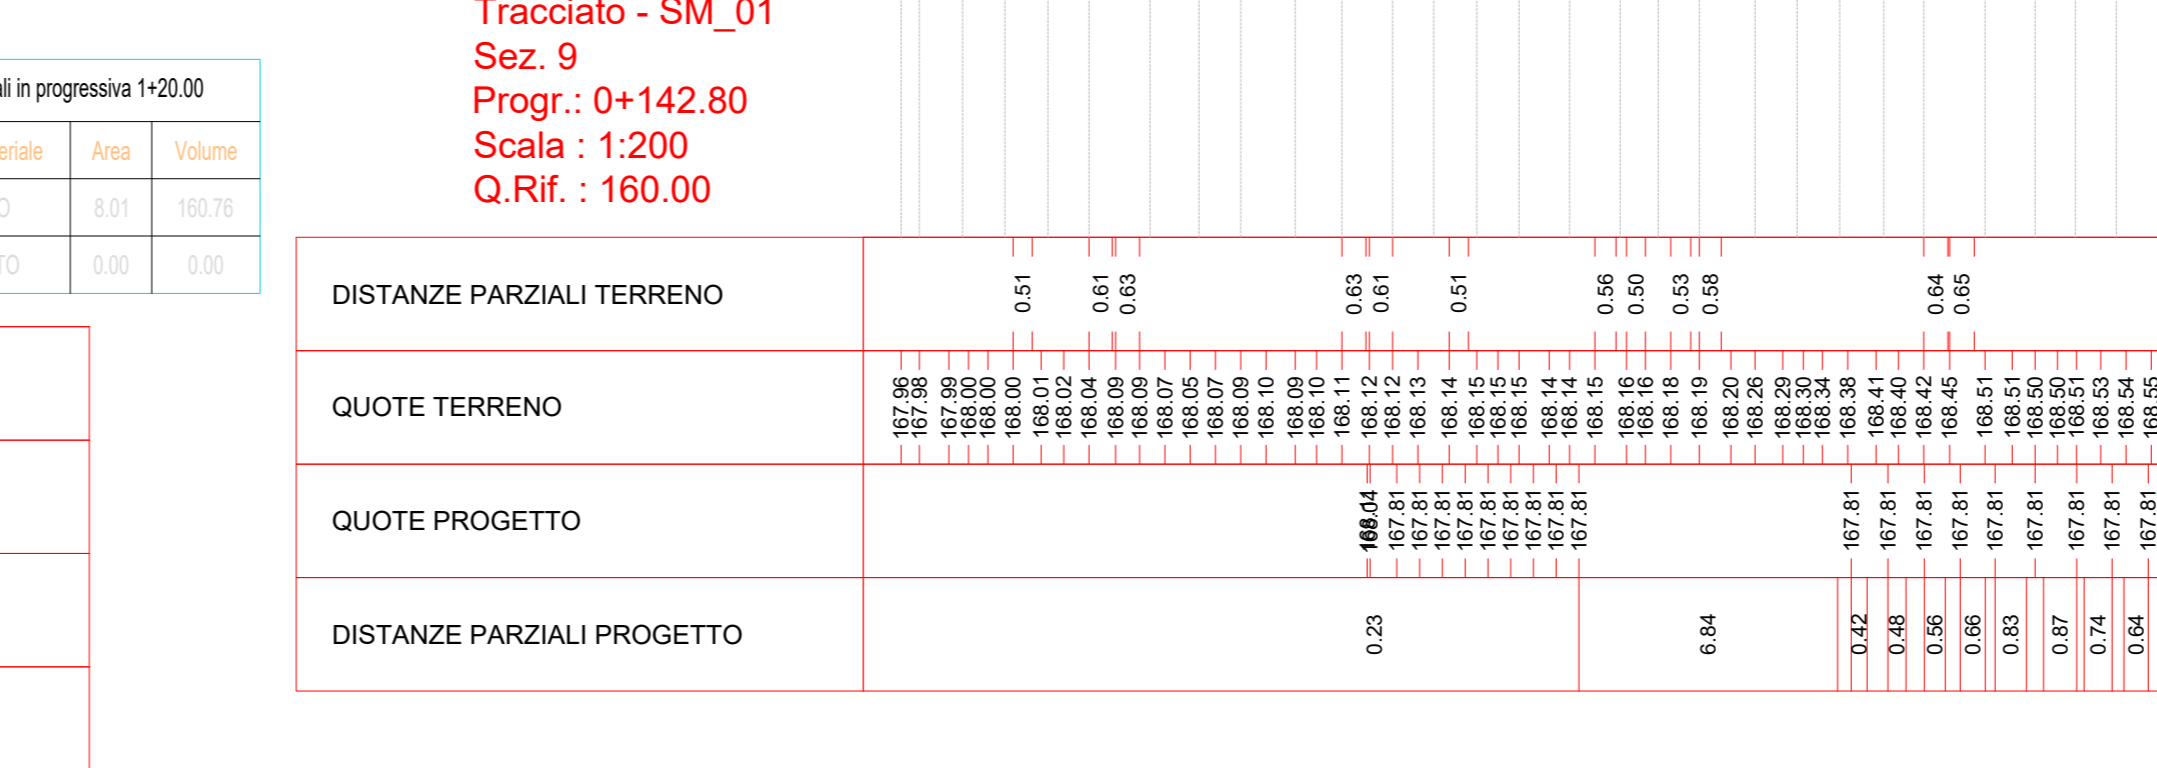 Tracciato - SM_01
Sez. 9
Progr.: 0+142.80
Scala : 1:200
Q.Rif. : 160.00
ali in progressiva 1+20.00
eriale Area Volume
O 8.01 160.76
TO 0.00 0.00
DISTANZE PARZIALI TERRENO 0.51 0.61 0.63 0.63 0.61 0.51 0.56 0.50 0.53 0.58 0.64 0.65
QUOTE TERRENO 167.96 167.98 167.99 168.00 168.00 168.00 168.01 168.02 168.04 168.09 168.09 168.07 168.05 168.07 168.09 168.10 168.09 168.10 168.11 168.12 168.12 168.13 168.14 168.15 168.15 168.15 168.14 168.14 168.15 168.16 168.16 168.18 168.19 168.20 168.26 168.29 168.30 168.34 168.38 168.41 168.40 168.42 168.45 168.51 168.51 168.50 168.50 168.51 168.53 168.54 168.55
QUOTE PROGETTO 168.04 167.81 167.81 167.81 167.81 167.81 167.81 167.81 167.81 167.81 167.81 167.81 167.81 167.81 167.81 167.81 167.81 167.81 167.81
DISTANZE PARZIALI PROGETTO 0.23 6.84 0.42 0.48 0.56 0.66 0.83 0.87 0.74 0.64